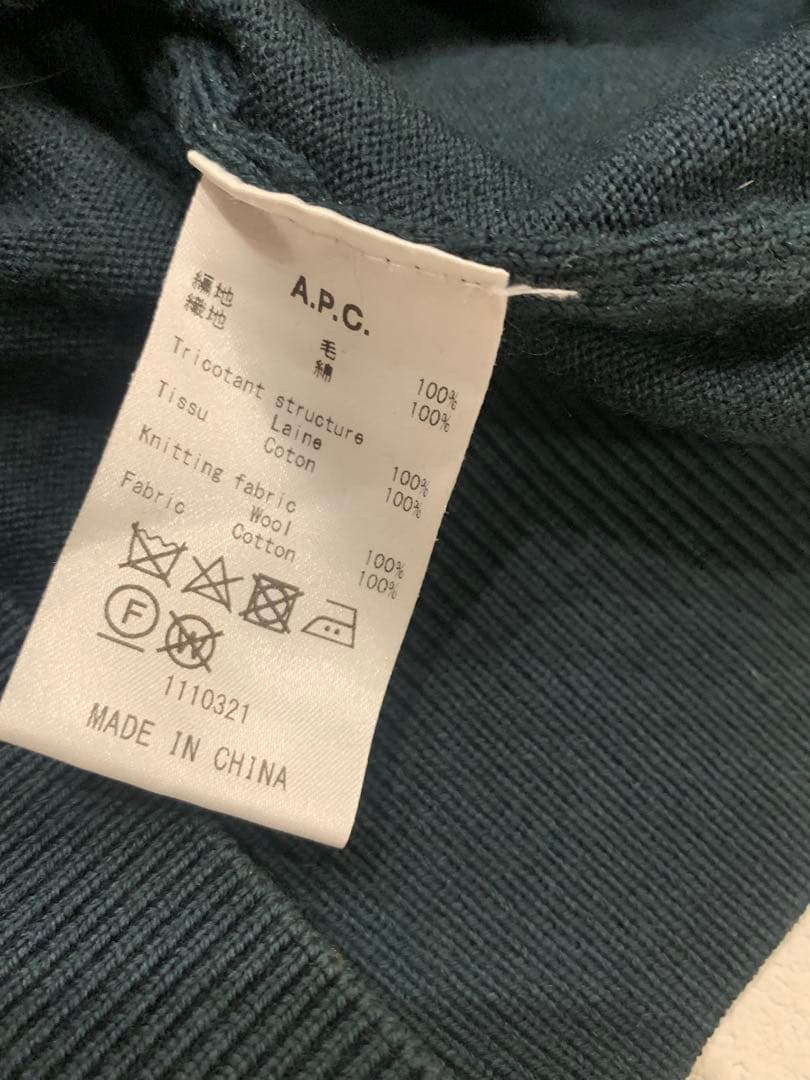 A.P.C.
編地 毛 100%
織地 綿 100%
Tricotant structure
Laine 100%
Tissu Coton 100%
Knitting fabric
Wool 100%
Fabric Cotton 100%
F
W
1110321
MADE IN CHINA